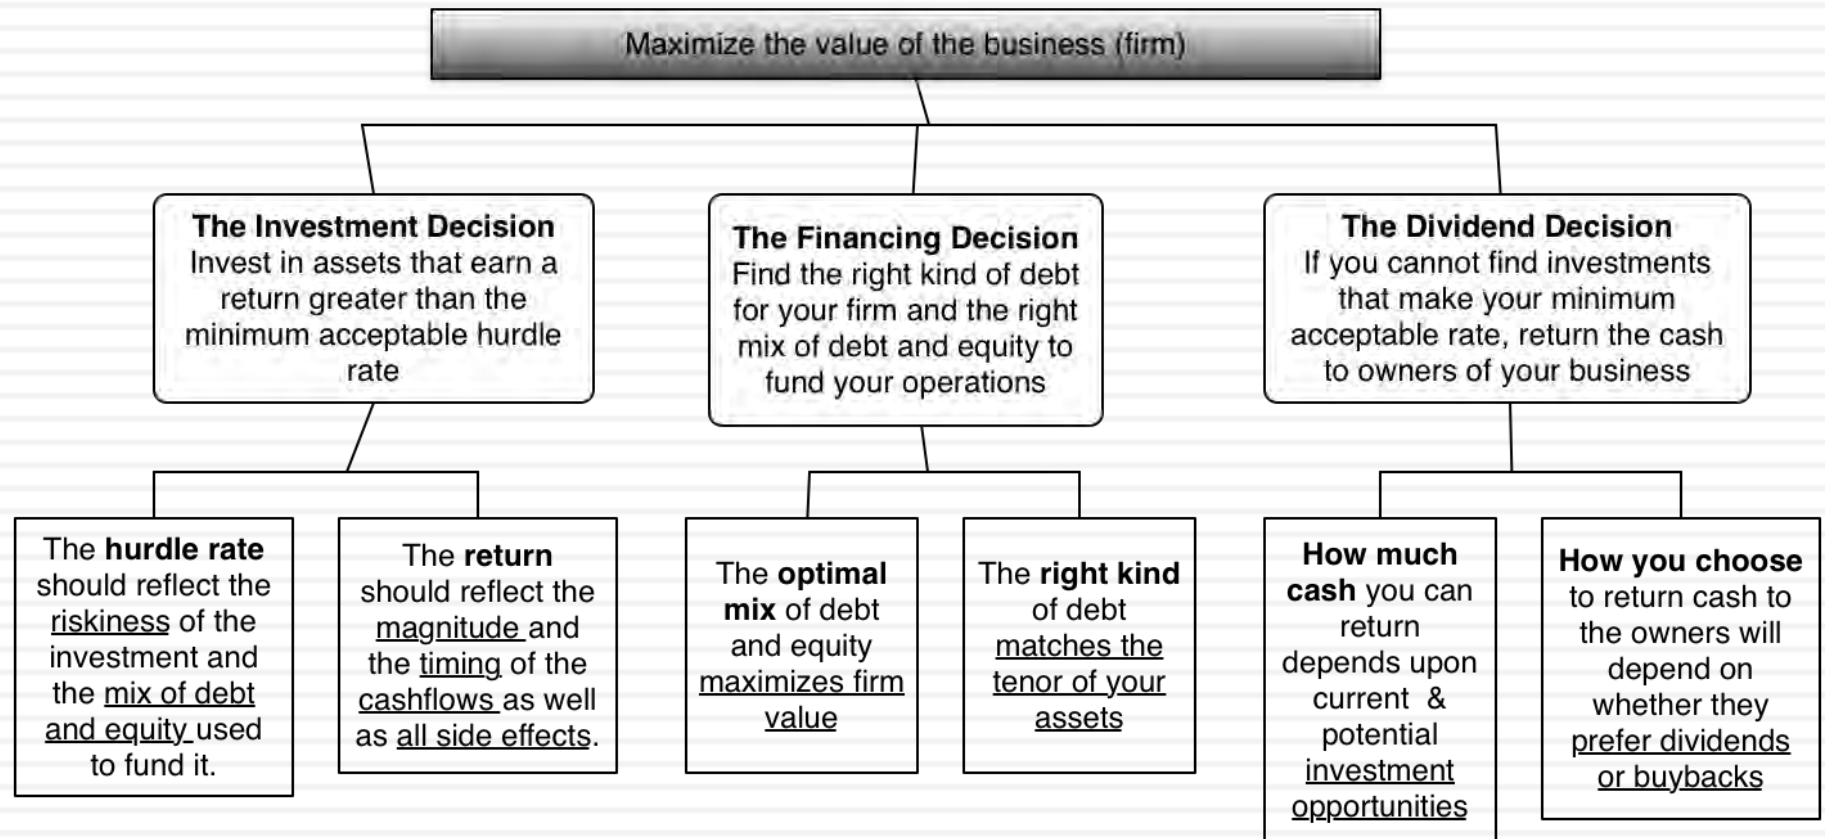 Maximize the value of the business (firm)
The Investment Decision
Invest in assets that earn a
return greater than the
minimum acceptable hurdle
rate
The Financing Decision
Find the right kind of debt
for your firm and the right
mix of debt and equity to
fund your operations
The Dividend Decision
If you cannot find investments
that make your minimum
acceptable rate, return the cash
to owners of your business
The hurdle rate
should reflect the
riskiness of the
investment and
the mix of debt
and equity used
to fund it.
The return
should reflect the
magnitude and
the timing of the
cashflows as well
as all side effects.
The optimal
mix of debt
and equity
maximizes firm
value
The right kind
of debt
matches the
tenor of your
assets
How much
cash you can
return
depends upon
current &
potential
investment
opportunities
How you choose
to return cash to
the owners will
depend on
whether they
prefer dividends
or buybacks